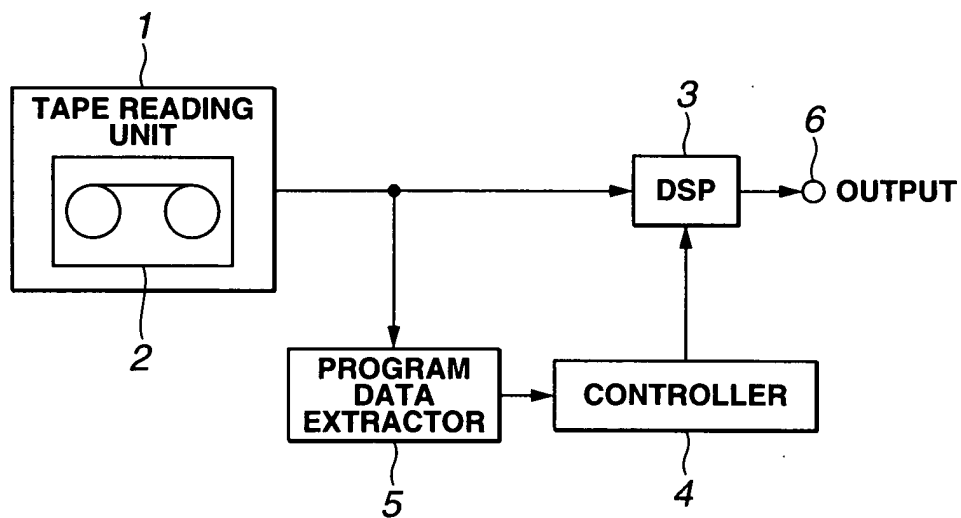 1
TAPE READING
UNIT
2
3
DSP
6
OUTPUT
PROGRAM
DATA
EXTRACTOR
5
CONTROLLER
4